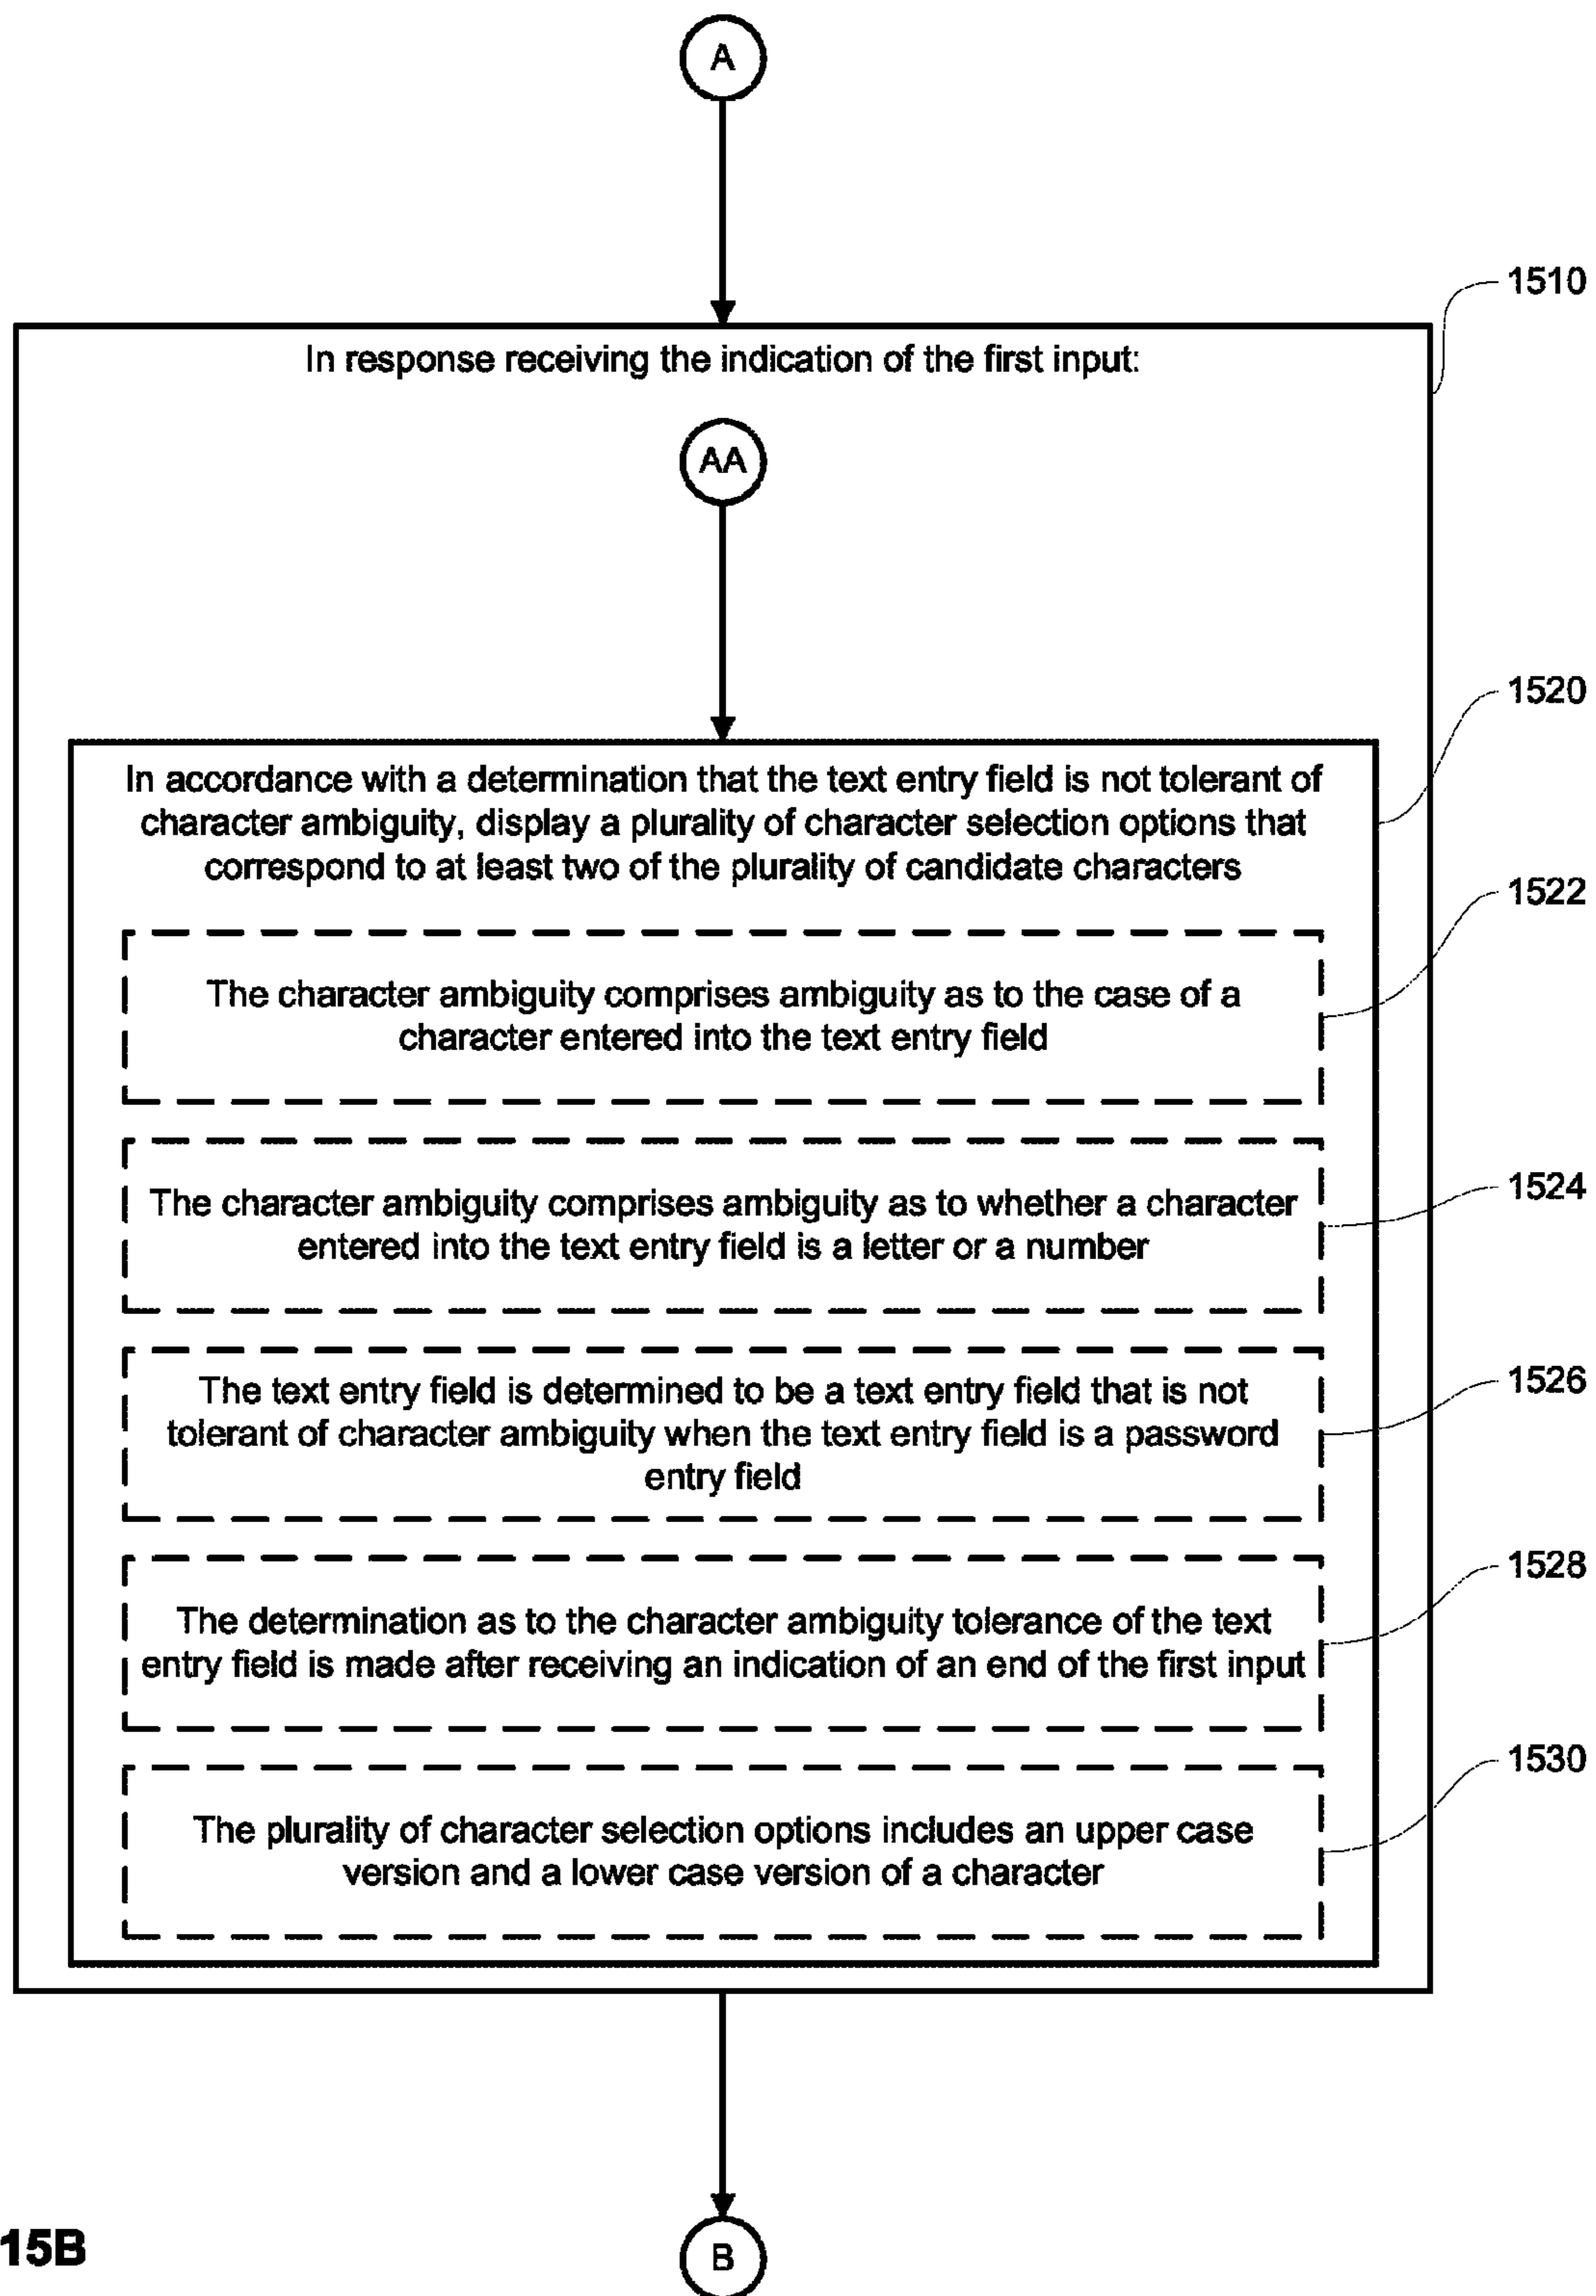 A
1510
In response receiving the indication of the first input:
AA
1520
In accordance with a determination that the text entry field is not tolerant of
character ambiguity, display a plurality of character selection options that
correspond to at least two of the plurality of candidate characters
1522
The character ambiguity comprises ambiguity as to the case of a
character entered into the text entry field
1524
The character ambiguity comprises ambiguity as to whether a character
entered into the text entry field is a letter or a number
1526
The text entry field is determined to be a text entry field that is not
tolerant of character ambiguity when the text entry field is a password
entry field
1528
The determination as to the character ambiguity tolerance of the text
entry field is made after receiving an indication of an end of the first input
1530
The plurality of character selection options includes an upper case
version and a lower case version of a character
15B
B